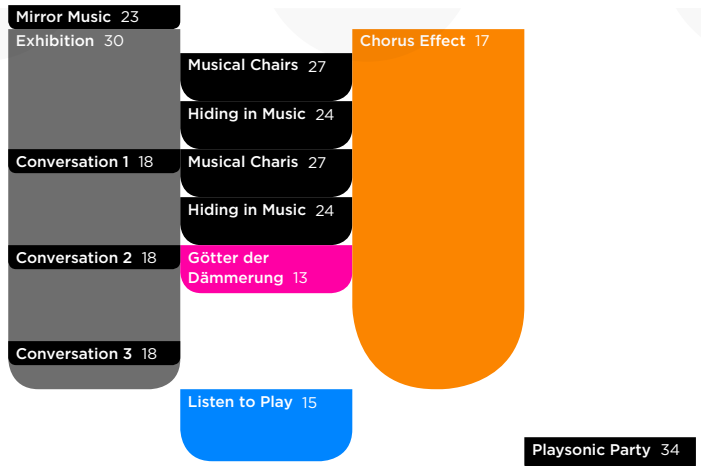 Mirror Music 23
Exhibition 30
Chorus Effect 17
Musical Chairs 27
Hiding in Music 24
Conversation 1 18
Musical Charis 27
Hiding in Music 24
Conversation 2 18
Götter der
Dämmerung 13
Conversation 3 18
Listen to Play 15
Playsonic Party 34